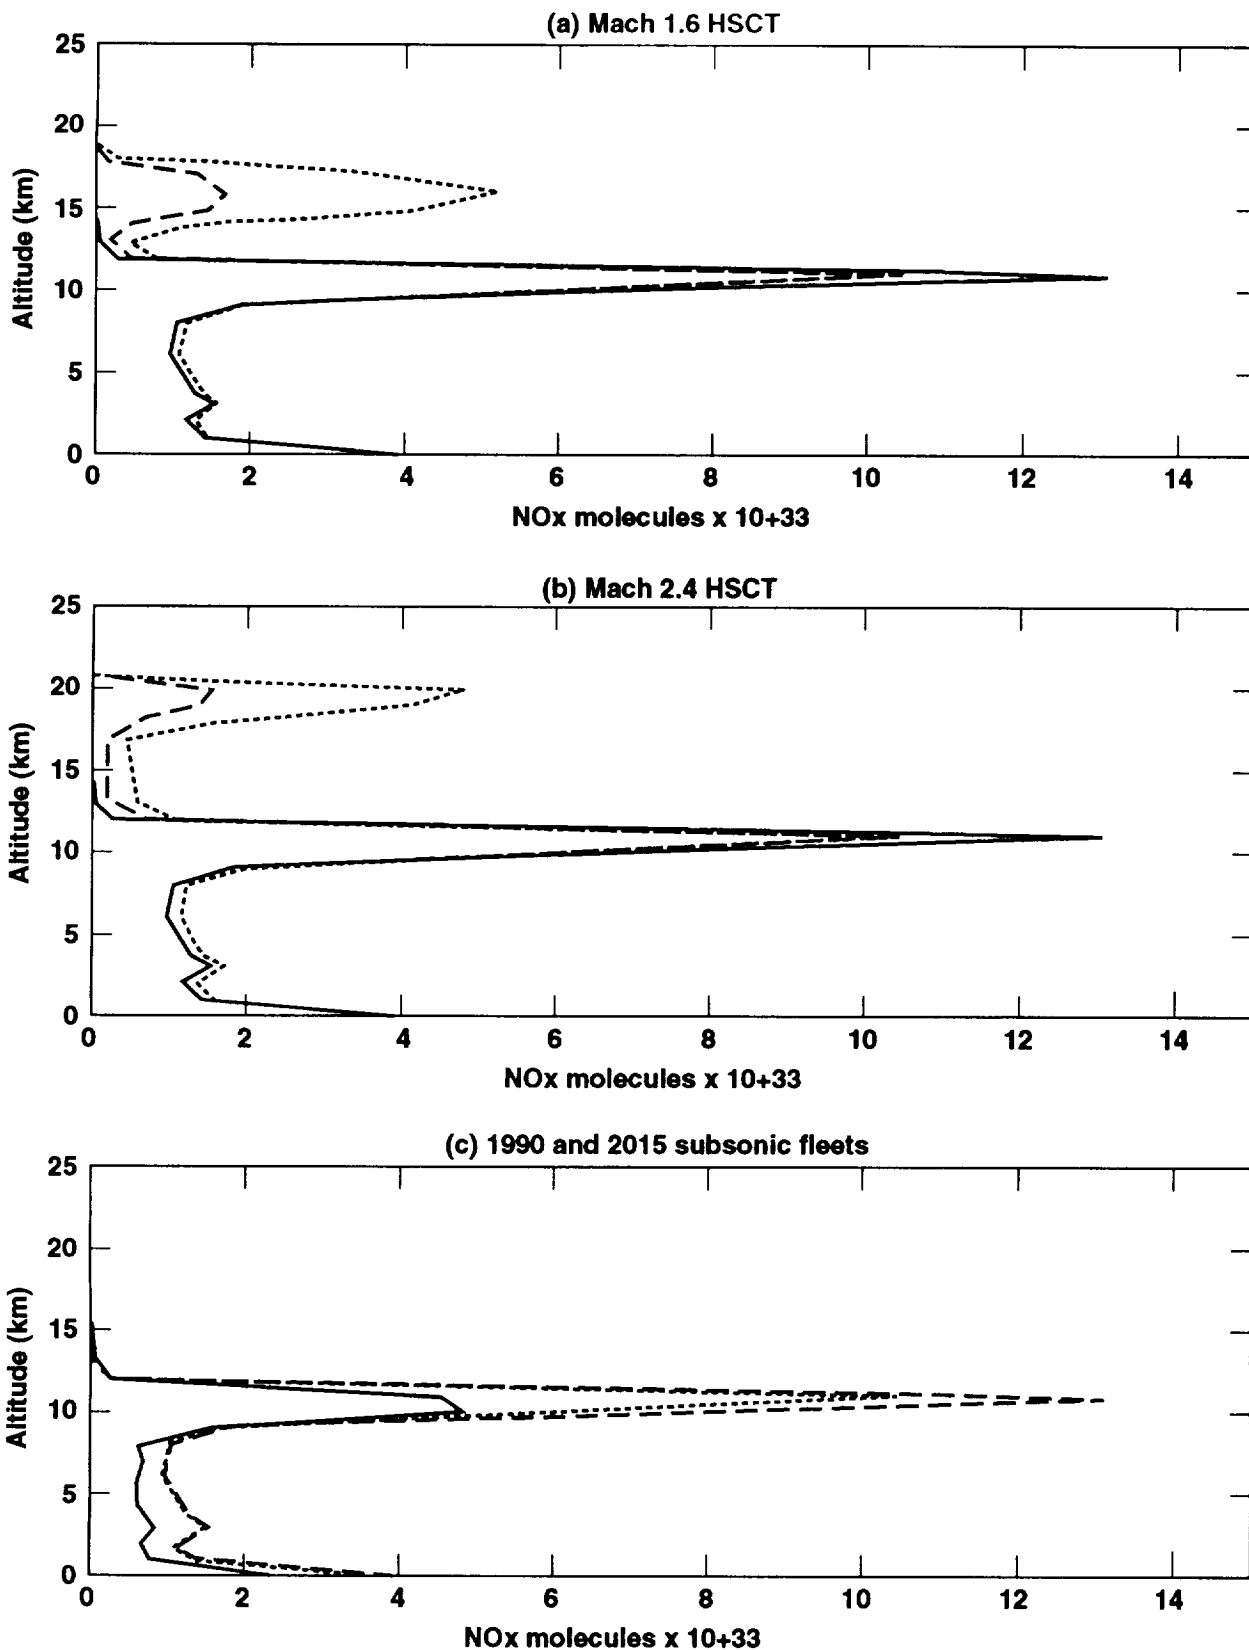 (a) Mach 1.6 HSCT
25
20
15
10
5
0
Altitude (km)
0 2 4 6 8 10 12 14
NOx molecules x 10+33
(b) Mach 2.4 HSCT
25
20
15
10
5
0
Altitude (km)
0 2 4 6 8 10 12 14
NOx molecules x 10+33
(c) 1990 and 2015 subsonic fleets
25
20
15
10
5
0
Altitude (km)
0 2 4 6 8 10 12 14
NOx molecules x 10+33